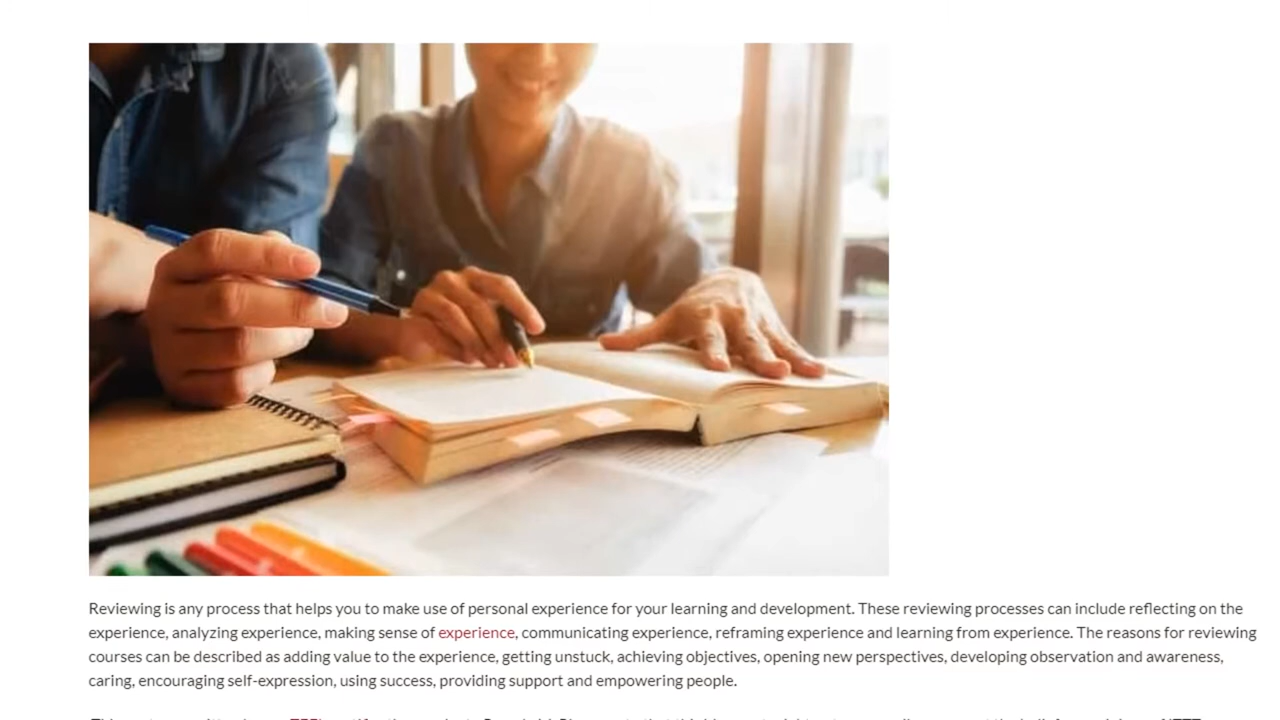 Reviewing is any process that helps you to make use of personal experience for your learning and development. These reviewing processes can include reflecting on the
experience, analyzing experience, making sense of experience, communicating experience, reframing experience and learning from experience. The reasons for reviewing
courses can be described as adding value to the experience, getting unstuck, achieving objectives, opening new perspectives, developing observation and awareness,
caring, encouraging self-expression, using success, providing support and empowering people.